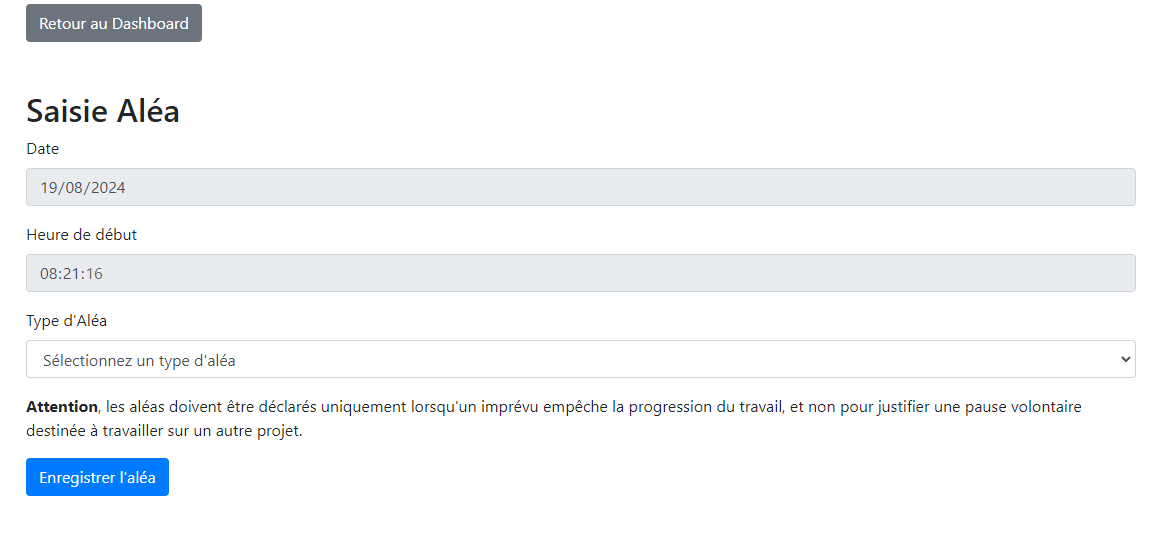 Retour au Dashboard
Saisie Aléa
Date
19/08/2024
Heure de début
08:21:16
Type d'Aléa
Sélectionnez un type d'aléa
Attention, les aléas doivent être déclarés uniquement lorsqu'un imprévu empêche la progression du travail, et non pour justifier une pause volontaire
destinée à travailler sur un autre projet.
Enregistrer l'aléa